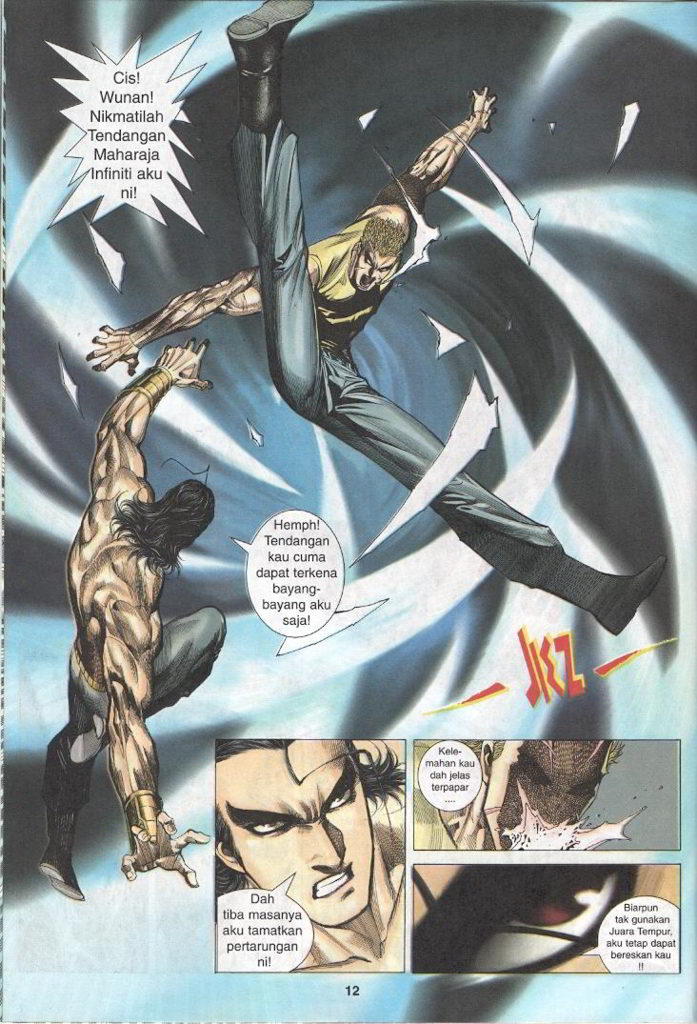 Cis!
Wunan!
Nikmatilah
Tendangan
Maharaja
Infiniti aku
ni!
Hemph!
Tendangan
kau cuma
dapat terkena
bayang-
bayang aku
saja!
Kele-
mahan kau
dah jelas
terpapar
....
Dah
tiba masanya
aku tamatkan
pertarungan
ni!
Biarpun
tak gunakan
Juara Tempur,
aku tetap dapat
bereskan kau
!!
12